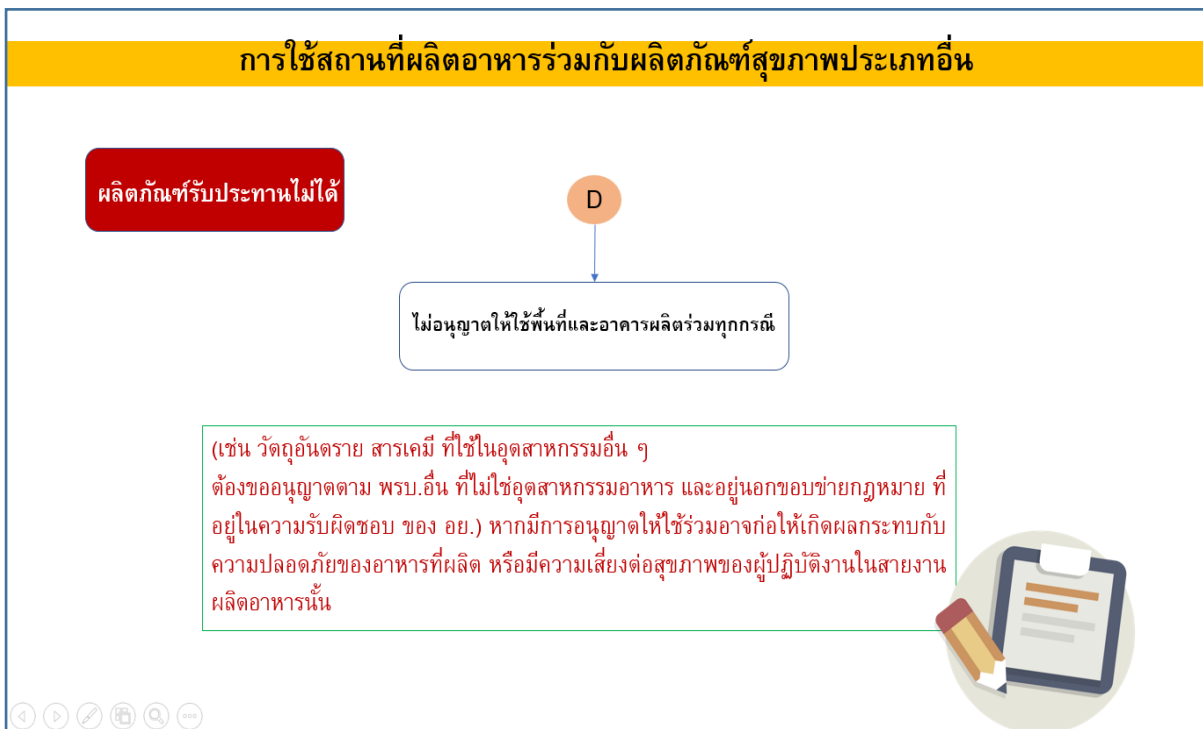 การใช้สถานที่ผลิตอาหารร่วมกับผลิตภัณฑ์สุขภาพประเภทอื่น
ผลิตภัณฑ์รับประทานไม่ได้
D
ไม่อนุญาตให้ใช้พื้นที่และอาคารผลิตร่วมทุกกรณี
(เช่น วัตถุอันตราย สารเคมี ที่ใช้ในอุตสาหกรรมอื่น ๆ
ต้องขออนุญาตตาม พรบ.อื่น ที่ไม่ใช่อุตสาหกรรมอาหาร และอยู่นอกขอบข่ายกฎหมาย ที่
อยู่ในความรับผิดชอบ ของ อย.) หากมีการอนุญาตให้ใช้ร่วมอาจก่อให้เกิดผลกระทบกับ
ความปลอดภัยของอาหารที่ผลิต หรือมีความเสี่ยงต่อสุขภาพของผู้ปฏิบัติงานในสายงาน
ผลิตอาหารนั้น